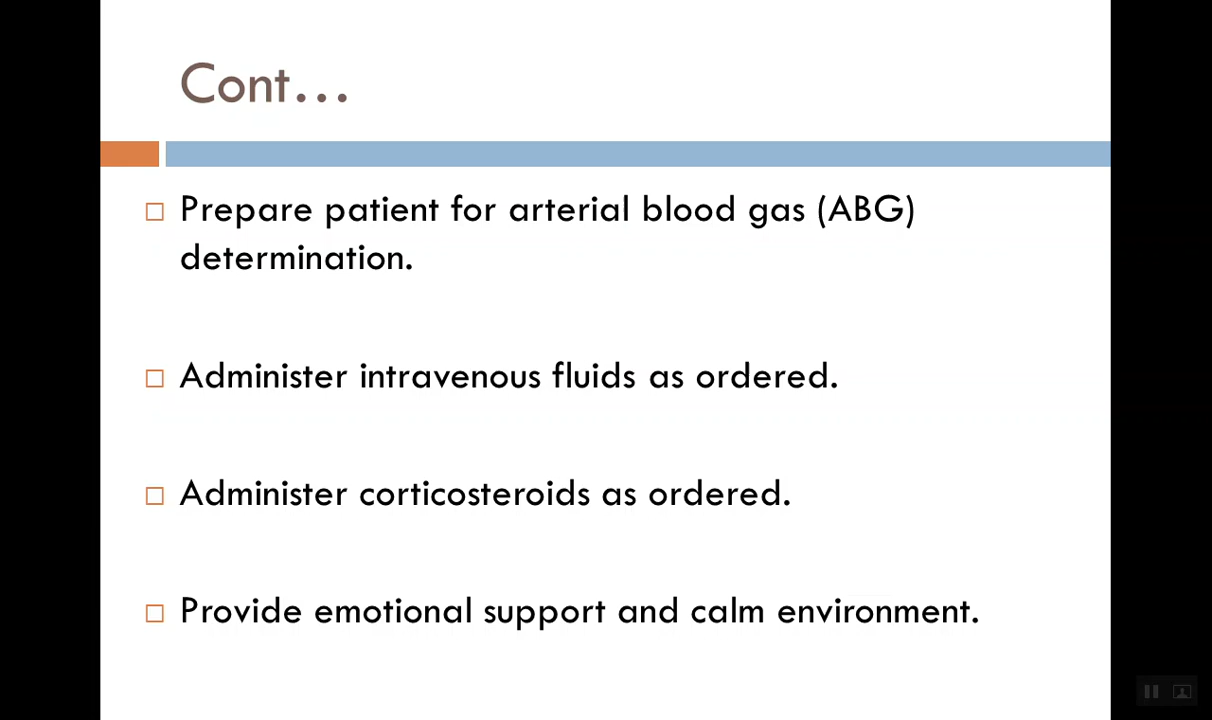 Cont...
Prepare patient for arterial blood gas (ABG)
determination.
Administer intravenous fluids as ordered.
Administer corticosteroids as ordered.
Provide emotional support and calm environment.